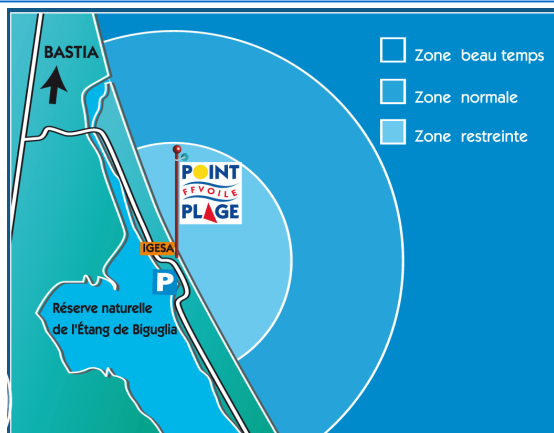 BASTIA
Zone beau temps
Zone normale
Zone restreinte
POINT
FFVOILE
PLAGE
IGESA
P
Réserve naturelle
de l'Étang de Biguglia